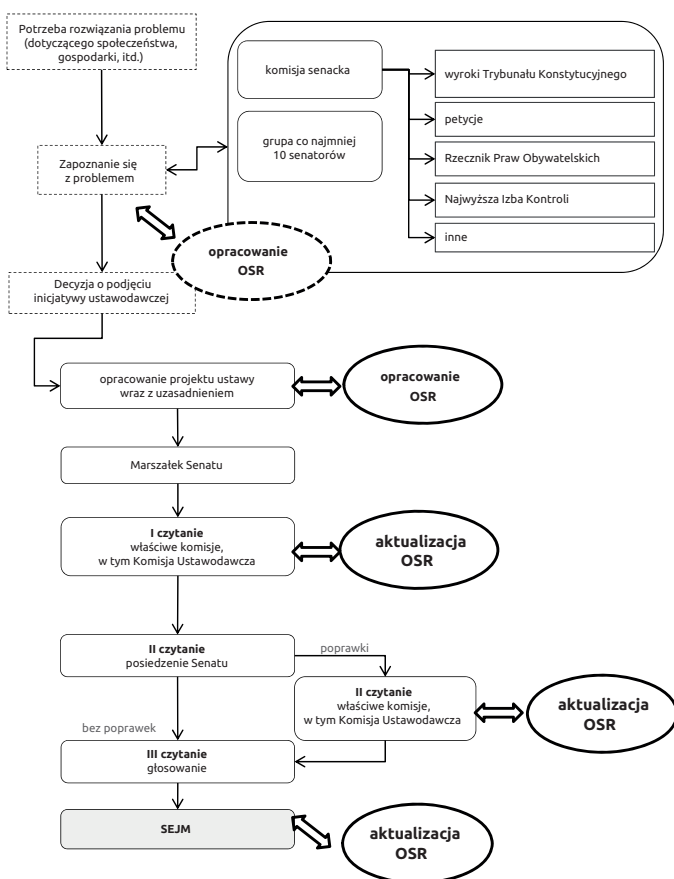 Potrzeba rozwiązania problemu
(dotyczącego społeczeństwa,
gospodarki, itd.)
komisja senacka
wyroki Trybunału Konstytucyjnego
petycje
grupa co najmniej
10 senatorów
Rzecznik Praw Obywatelskich
Zapoznanie się
z problemem
Najwyższa Izba Kontroli
inne
opracowanie
OSR
Decyzja o podjęciu
inicjatywy ustawodawczej
opracowanie projektu ustawy
wraz z uzasadnieniem
opracowanie
OSR
Marszałek Senatu
I czytanie
właściwe komisje,
w tym Komisja Ustawodawcza
aktualizacja
OSR
II czytanie
posiedzenie Senatu
poprawki
II czytanie
właściwe komisje,
w tym Komisja Ustawodawcza
aktualizacja
OSR
bez poprawek
III czytanie
głosowanie
SEJM
aktualizacja
OSR